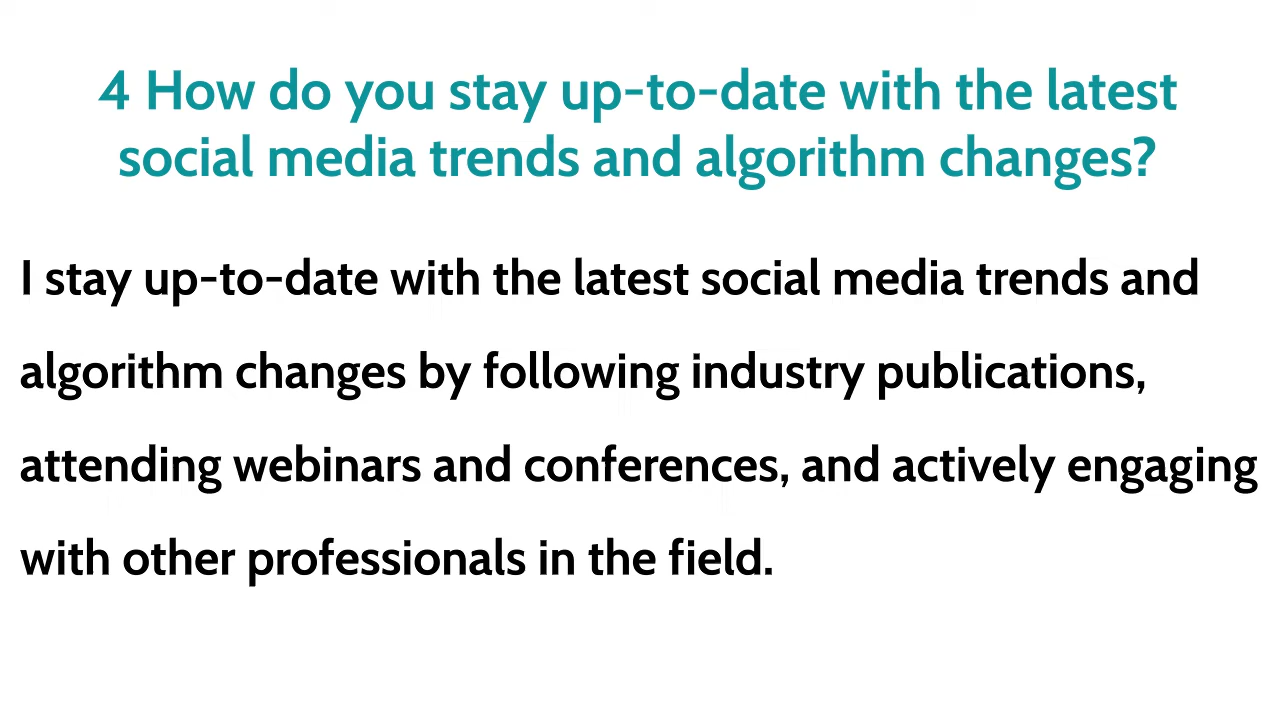 4 How do you stay up-to-date with the latest
social media trends and algorithm changes?
I stay up-to-date with the latest social media trends and
algorithm changes by following industry publications,
attending webinars and conferences, and actively engaging
with other professionals in the field.